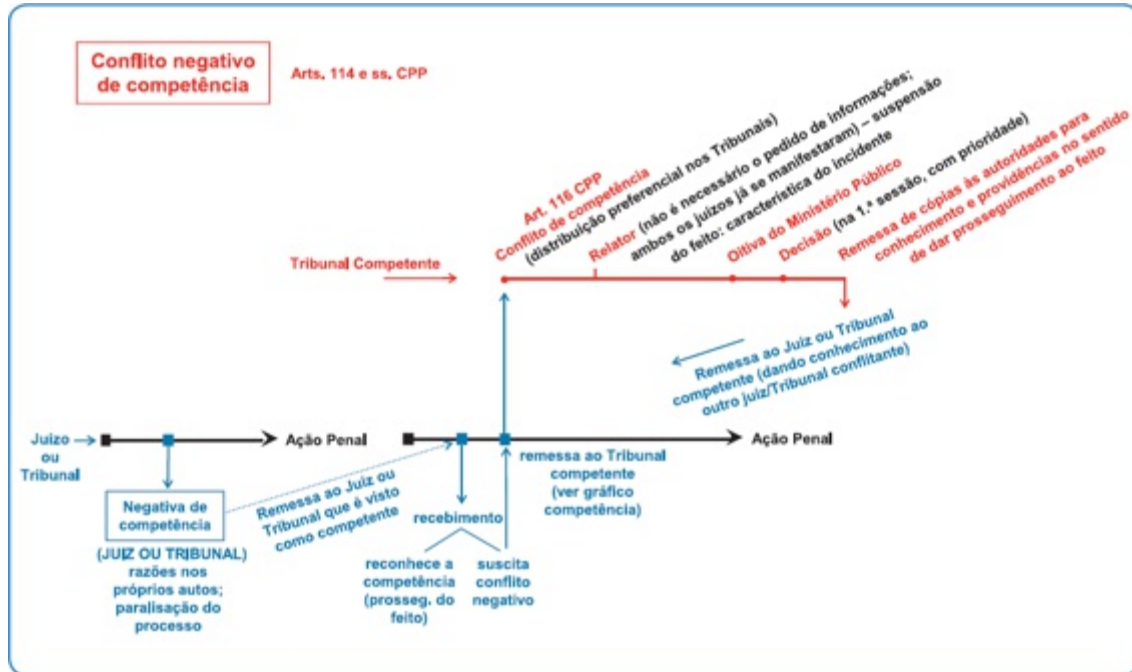 Conflito negativo
de competência
Arts. 114 e ss. CPP
Tribunal Competente
Art. 116 CPP
Conflito de competência
(distribuição preferencial nos Tribunais)
Relator (não é necessário o pedido de informações;
ambos os juízos já se manifestaram) – suspensão
do feito: característica do incidente
Oitiva do Ministério Público
Decisão (na 1.ª sessão, com prioridade)
Remessa de cópias às autoridades para
conhecimento e providências no sentido
de dar prosseguimento ao feito
Remessa ao Juiz ou Tribunal
competente (dando conhecimento ao
outro juiz/Tribunal conflitante)
Juízo
ou
Tribunal
Ação Penal
Negativa de
competência
(JUIZ OU TRIBUNAL)
razões nos
próprios autos;
paralisação do
processo
Remessa ao Juiz ou
Tribunal que é visto
como competente
Ação Penal
remessa ao Tribunal
competente
(ver gráfico
competência)
recebimento
reconhece a
competência
(prosseg. do
feito)
suscita
conflito
negativo